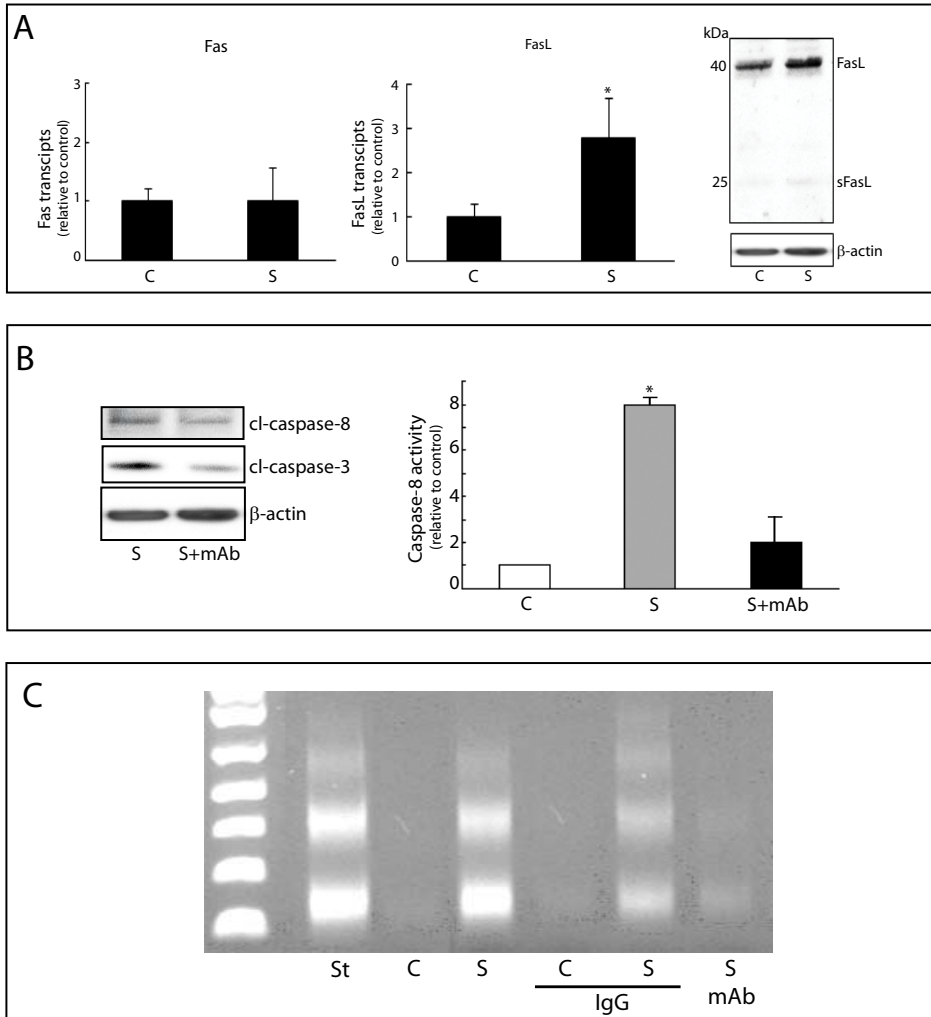 A
Fas
Fas transcipts
(relative to control)
3
2
1
0
C S
FasL
FasL transcripts
(relative to control)
4
3
2
1
0
*
C S
kDa
40
25
FasL
sFasL
β-actin
C S
B
cl-caspase-8
cl-caspase-3
β-actin
S S+mAb
Caspase-8 activity
(relative to control)
8
6
4
2
0
*
C S S+mAb
C
St C S C S S
IgG mAb